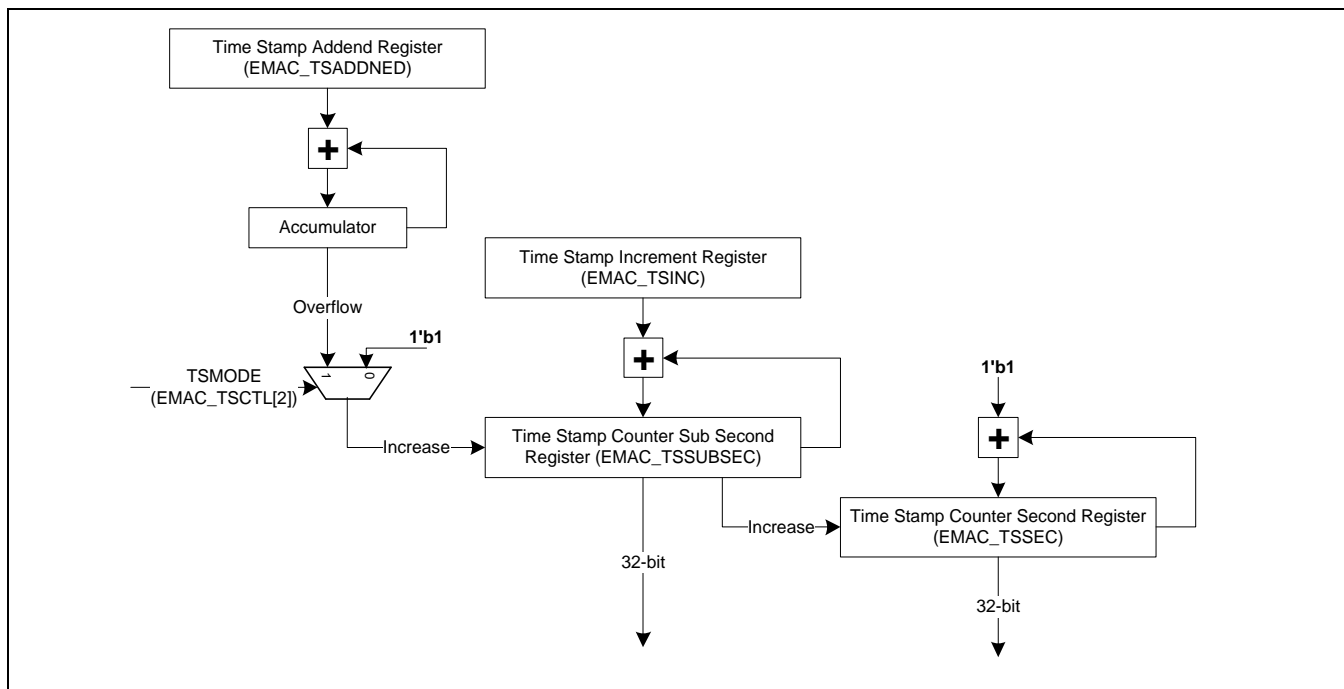 Time Stamp Addend Register
(EMAC_TSADDNED)
+
Accumulator
Time Stamp Increment Register
(EMAC_TSINC)
Overflow
1'b1
+
1'b1
1
0
TSMODE
(EMAC_TSCTL[2])
Increase
Time Stamp Counter Sub Second
Register (EMAC_TSSUBSEC)
+
Increase
Time Stamp Counter Second Register
(EMAC_TSSEC)
32-bit
32-bit